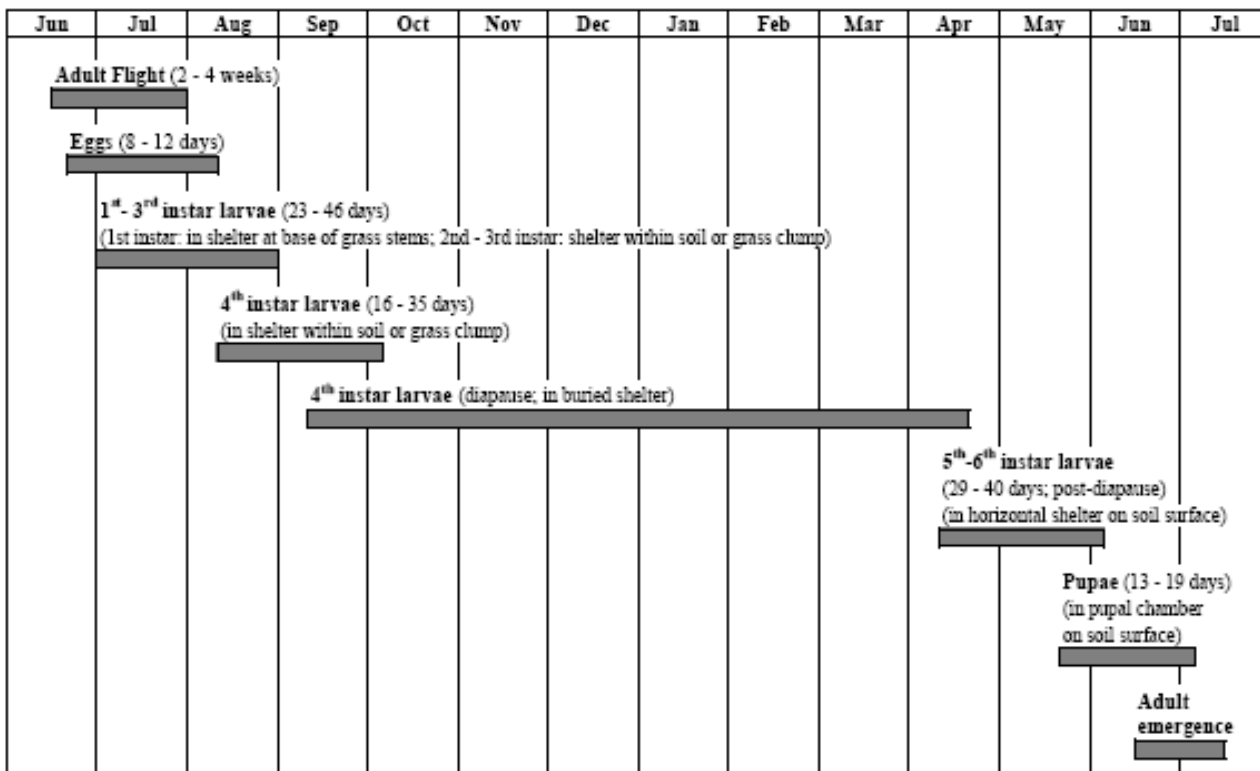 Jun Jul Aug Sep Oct Nov Dec Jan Feb Mar Apr May Jun Jul
Adult Flight (2 - 4 weeks)
Eggs (8 - 12 days)
1st- 3rd instar larvae (23 - 46 days)
(1st instar: in shelter at base of grass stems; 2nd - 3rd instar: shelter within soil or grass clump)
4th instar larvae (16 - 35 days)
(in shelter within soil or grass clump)
4th instar larvae (diapause; in buried shelter)
5th-6th instar larvae
(29 - 40 days; post-diapause)
(in horizontal shelter on soil surface)
Pupae (13 - 19 days)
(in pupal chamber
on soil surface)
Adult
emergence